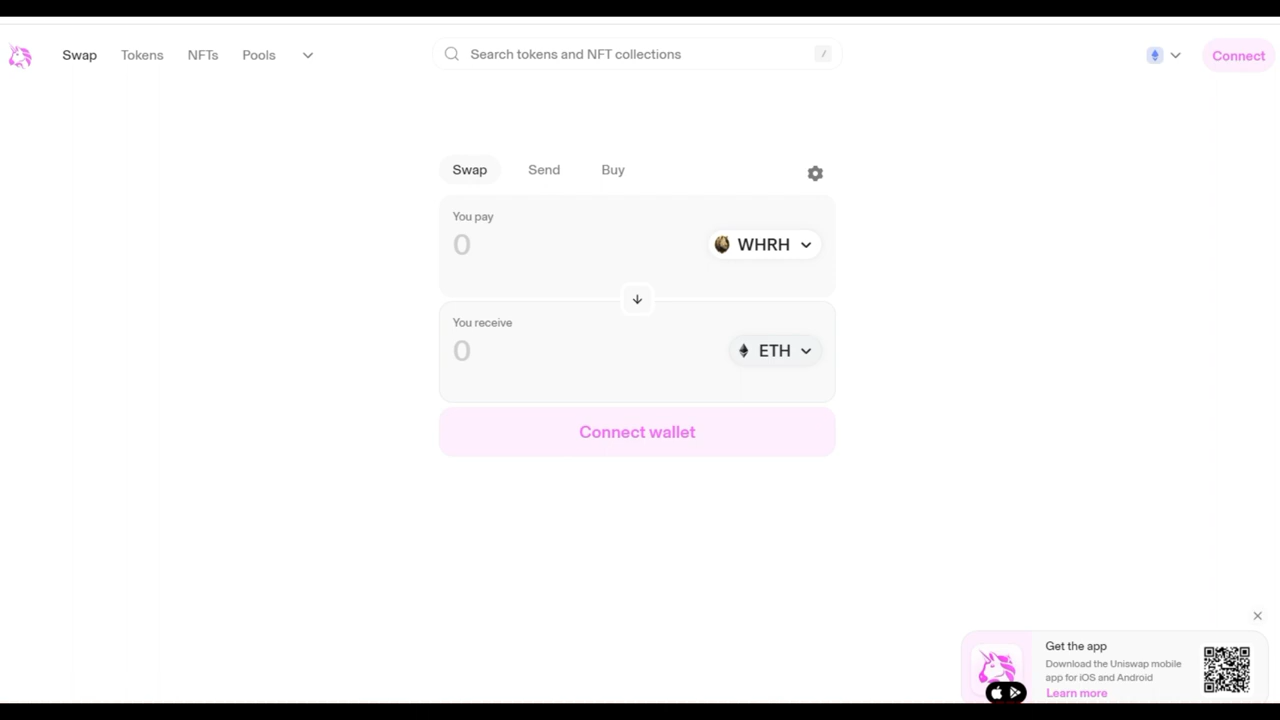 Swap
Tokens
NFTs
Pools
Search tokens and NFT collections
/
Connect
Swap
Send
Buy
You pay
0
WHRH
You receive
0
ETH
Connect wallet
Get the app
Download the Uniswap mobile
app for iOS and Android
Learn more